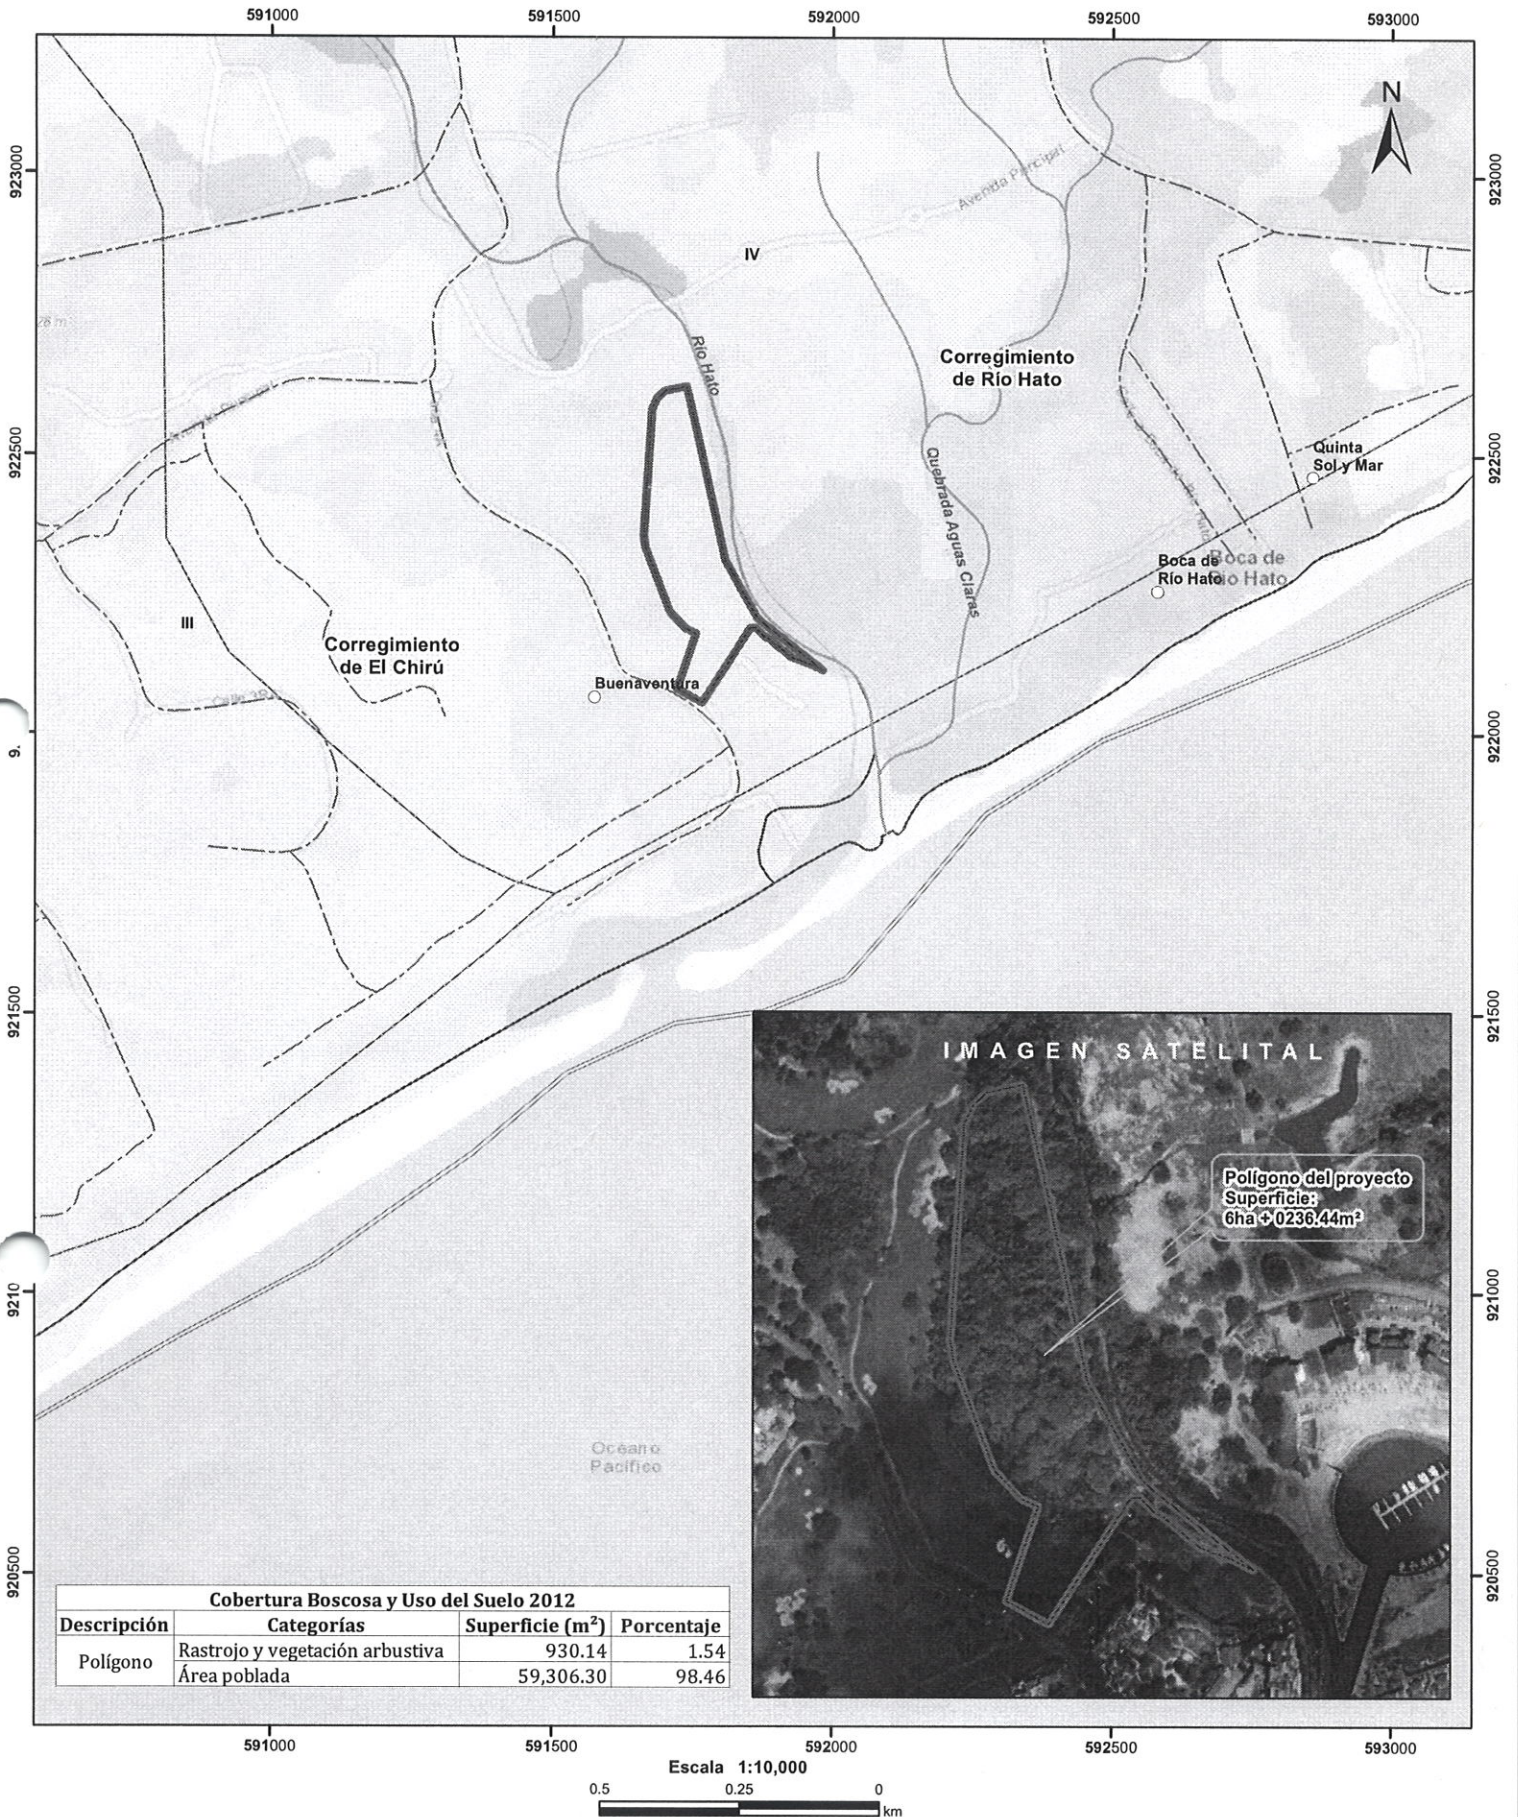 591000 591500 592000 592500 593000
N
923000
923000
Avenida Parcipal
IV
28 m
Río Hato
Corregimiento
de Río Hato
922500
922500
Quinta
Sol y Mar
Quebrada Aguas Claras
Boca de
Río Hato
Boca de
Río Hato
III
Corregimiento
de El Chirú
Buenaventura
Calle 3RA
9.
922000
921500
921500
IMAGEN SATELITAL
Polígono del proyecto
Superficie:
6ha + 0236.44m²
9210
921000
Océano
Pacífico
920500
920500
Cobertura Boscosa y Uso del Suelo 2012
Descripción Categorías Superficie (m²) Porcentaje
Polígono Rastrojo y vegetación arbustiva 930.14 1.54
Área poblada 59,306.30 98.46
591000 591500 592000 592500 593000
Escala 1:10,000
0.5 0.25 0
km